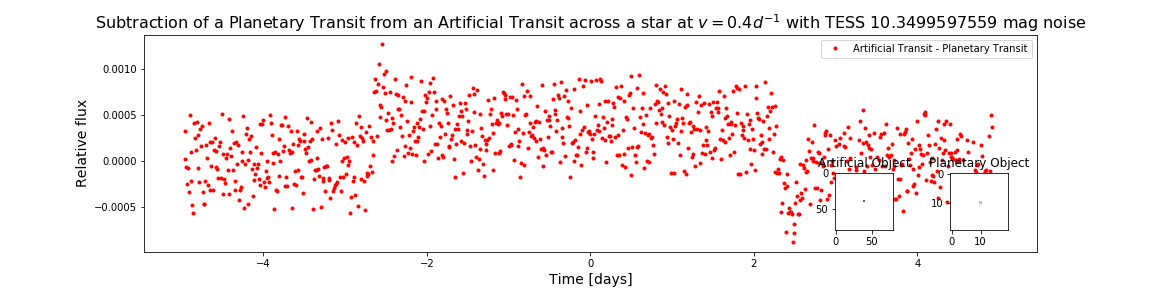 Subtraction of a Planetary Transit from an Artificial Transit across a star at v = 0.4d⁻¹ with TESS 10.3499597559 mag noise
Artificial Transit - Planetary Transit
Relative flux
0.0010
0.0005
0.0000
−0.0005
Artificial Object
0
50
0
50
Planetary Object
0
10
0
10
−4
−2
0
2
4
Time [days]